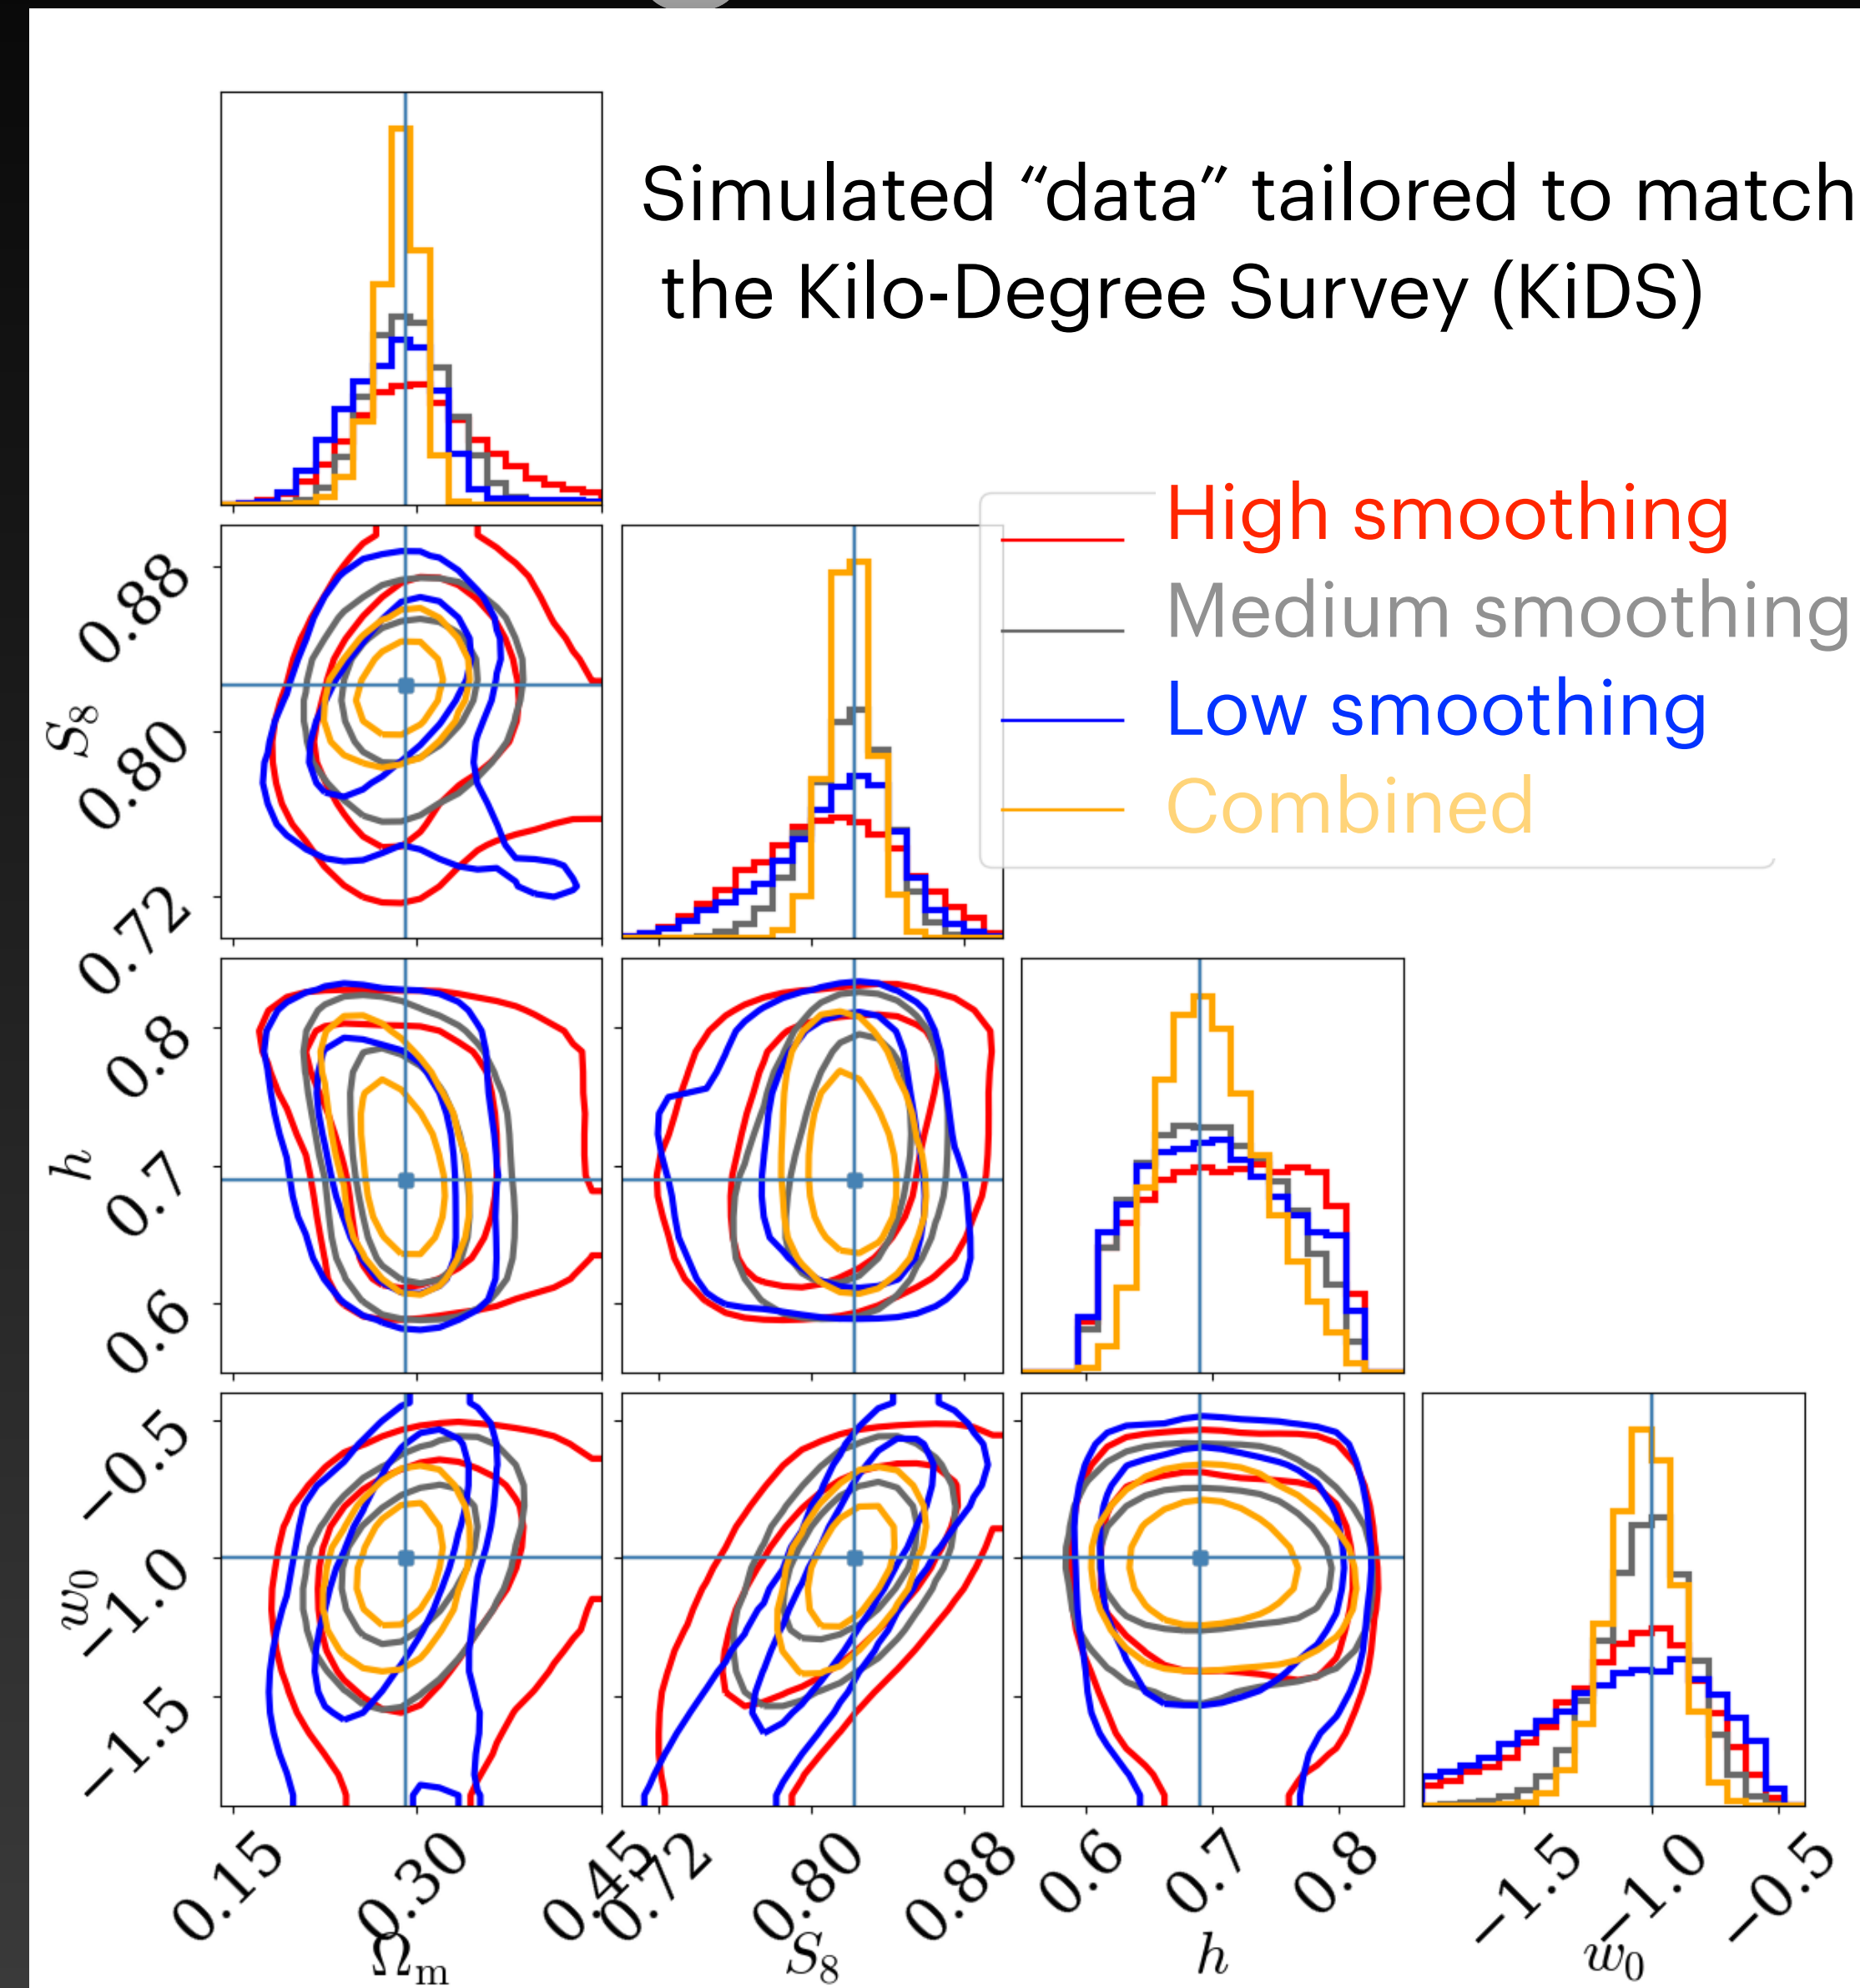 Simulated “data” tailored to match
the Kilo-Degree Survey (KiDS)
High smoothing
Medium smoothing
Low smoothing
Combined
0.88
0.80
0.72
S₈
0.8
0.7
0.6
h
−0.5
−1.0
−1.5
w₀
0.15 0.30 0.45
Ωₘ
0.72 0.80 0.88
S₈
0.6 0.7 0.8
h
−1.5 −1.0 −0.5
w₀